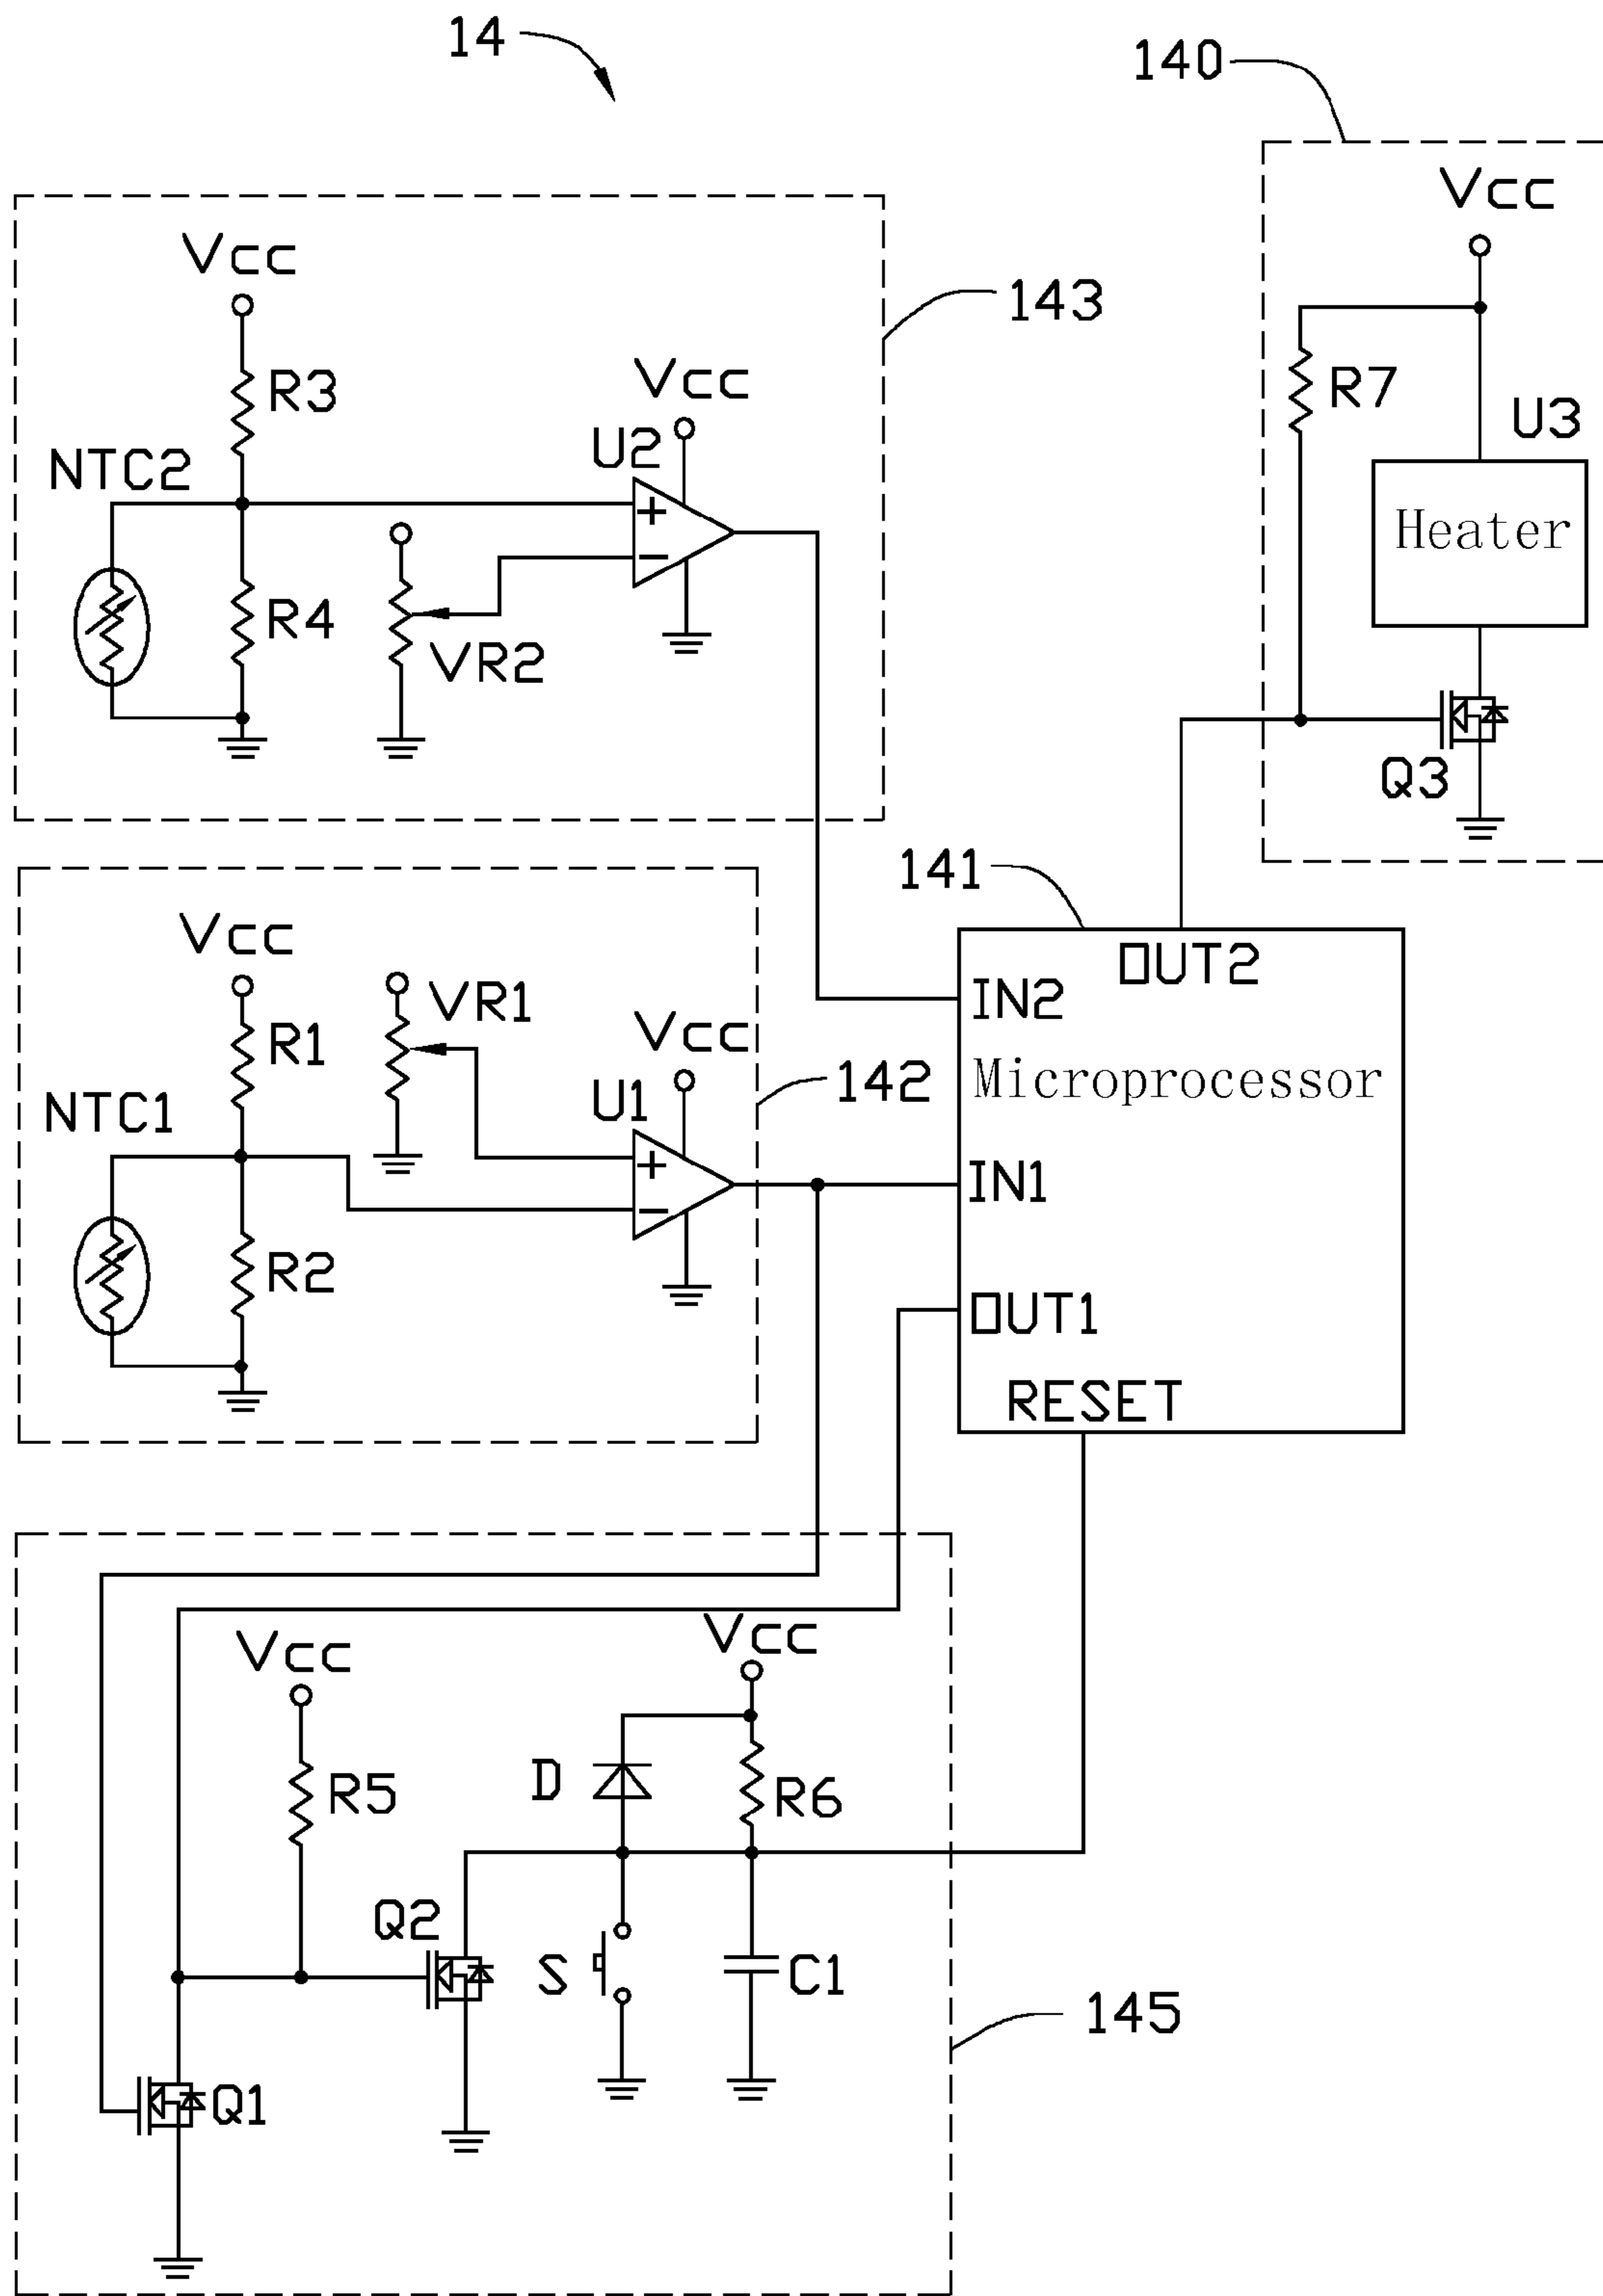 14
140
Vcc
Vcc
143
R3
Vcc
R7
U3
NTC2
U2
Heater
R4
VR2
Q3
141
Vcc
VR1
OUT2
IN2
R1
Vcc
142
Microprocessor
NTC1
U1
IN1
R2
OUT1
RESET
Vcc
Vcc
D
R5
R6
Q2
S
C1
145
Q1